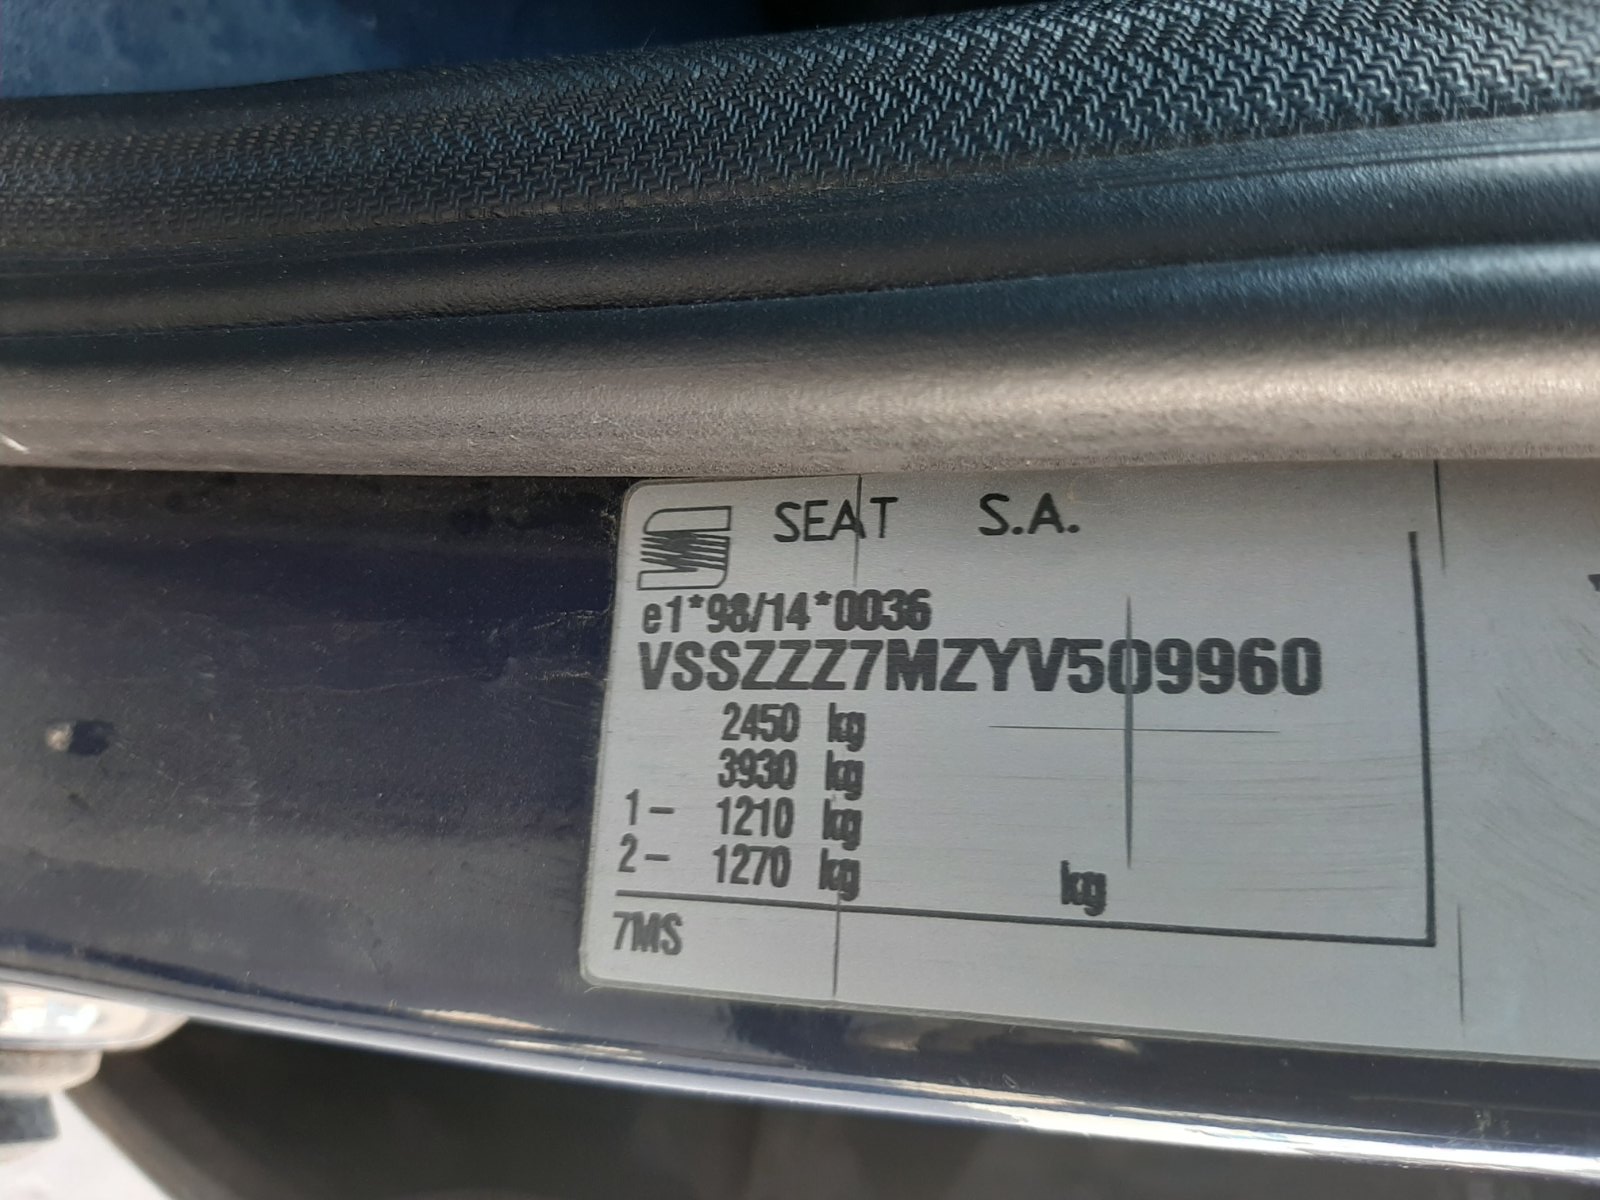 SEAT S.A.
e1*98/14*0036
VSSZZZ7MZYV509960
2450 kg
3930 kg
1- 1210 kg
2- 1270 kg kg
7MS